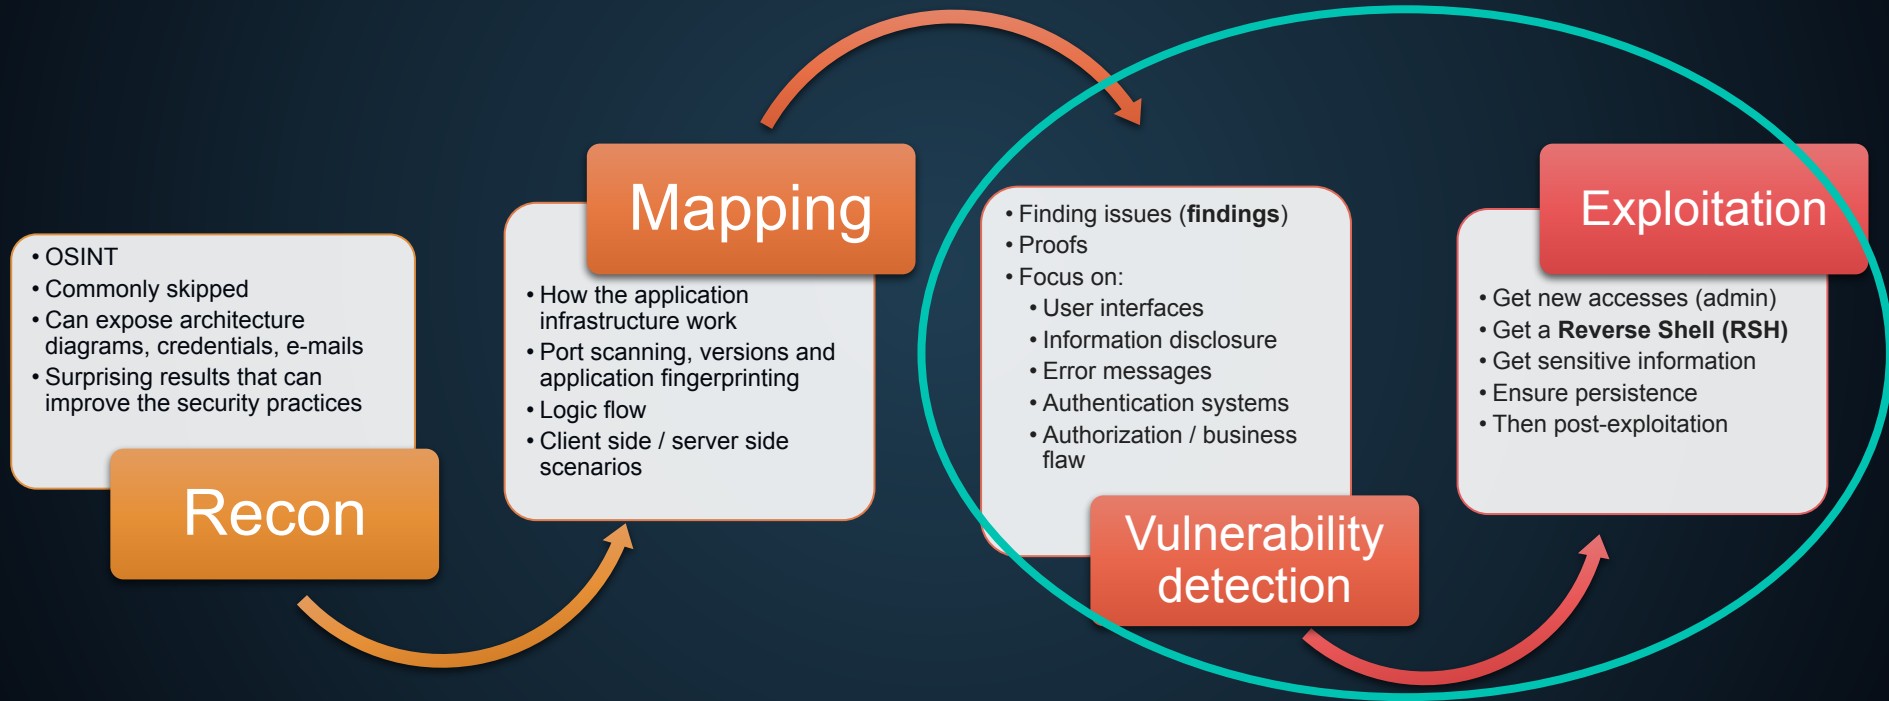 • OSINT
• Commonly skipped
• Can expose architecture
diagrams, credentials, e-mails
• Surprising results that can
improve the security practices
Recon
Mapping
• How the application
infrastructure work
• Port scanning, versions and
application fingerprinting
• Logic flow
• Client side / server side
scenarios
• Finding issues (findings)
• Proofs
• Focus on:
• User interfaces
• Information disclosure
• Error messages
• Authentication systems
• Authorization / business
flaw
Vulnerability
detection
Exploitation
• Get new accesses (admin)
• Get a Reverse Shell (RSH)
• Get sensitive information
• Ensure persistence
• Then post-exploitation